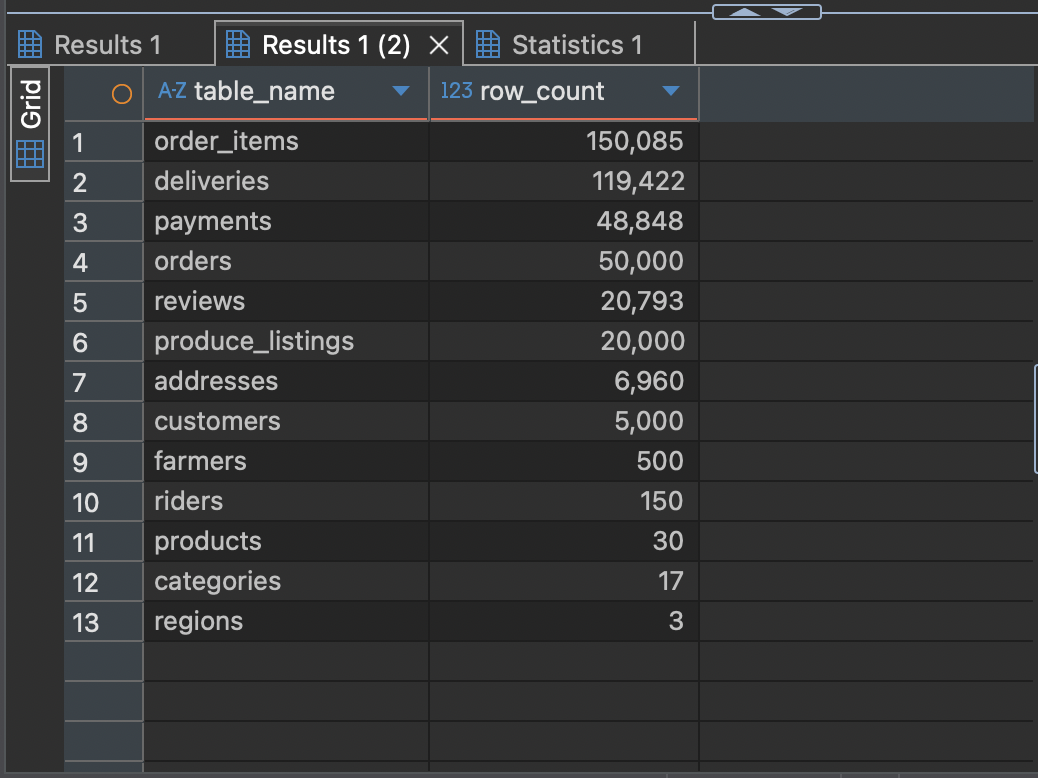 Results 1 Results 1 (2) Statistics 1
Grid
A-Z table_name 123 row_count
1 order_items 150,085
2 deliveries 119,422
3 payments 48,848
4 orders 50,000
5 reviews 20,793
6 produce_listings 20,000
7 addresses 6,960
8 customers 5,000
9 farmers 500
10 riders 150
11 products 30
12 categories 17
13 regions 3